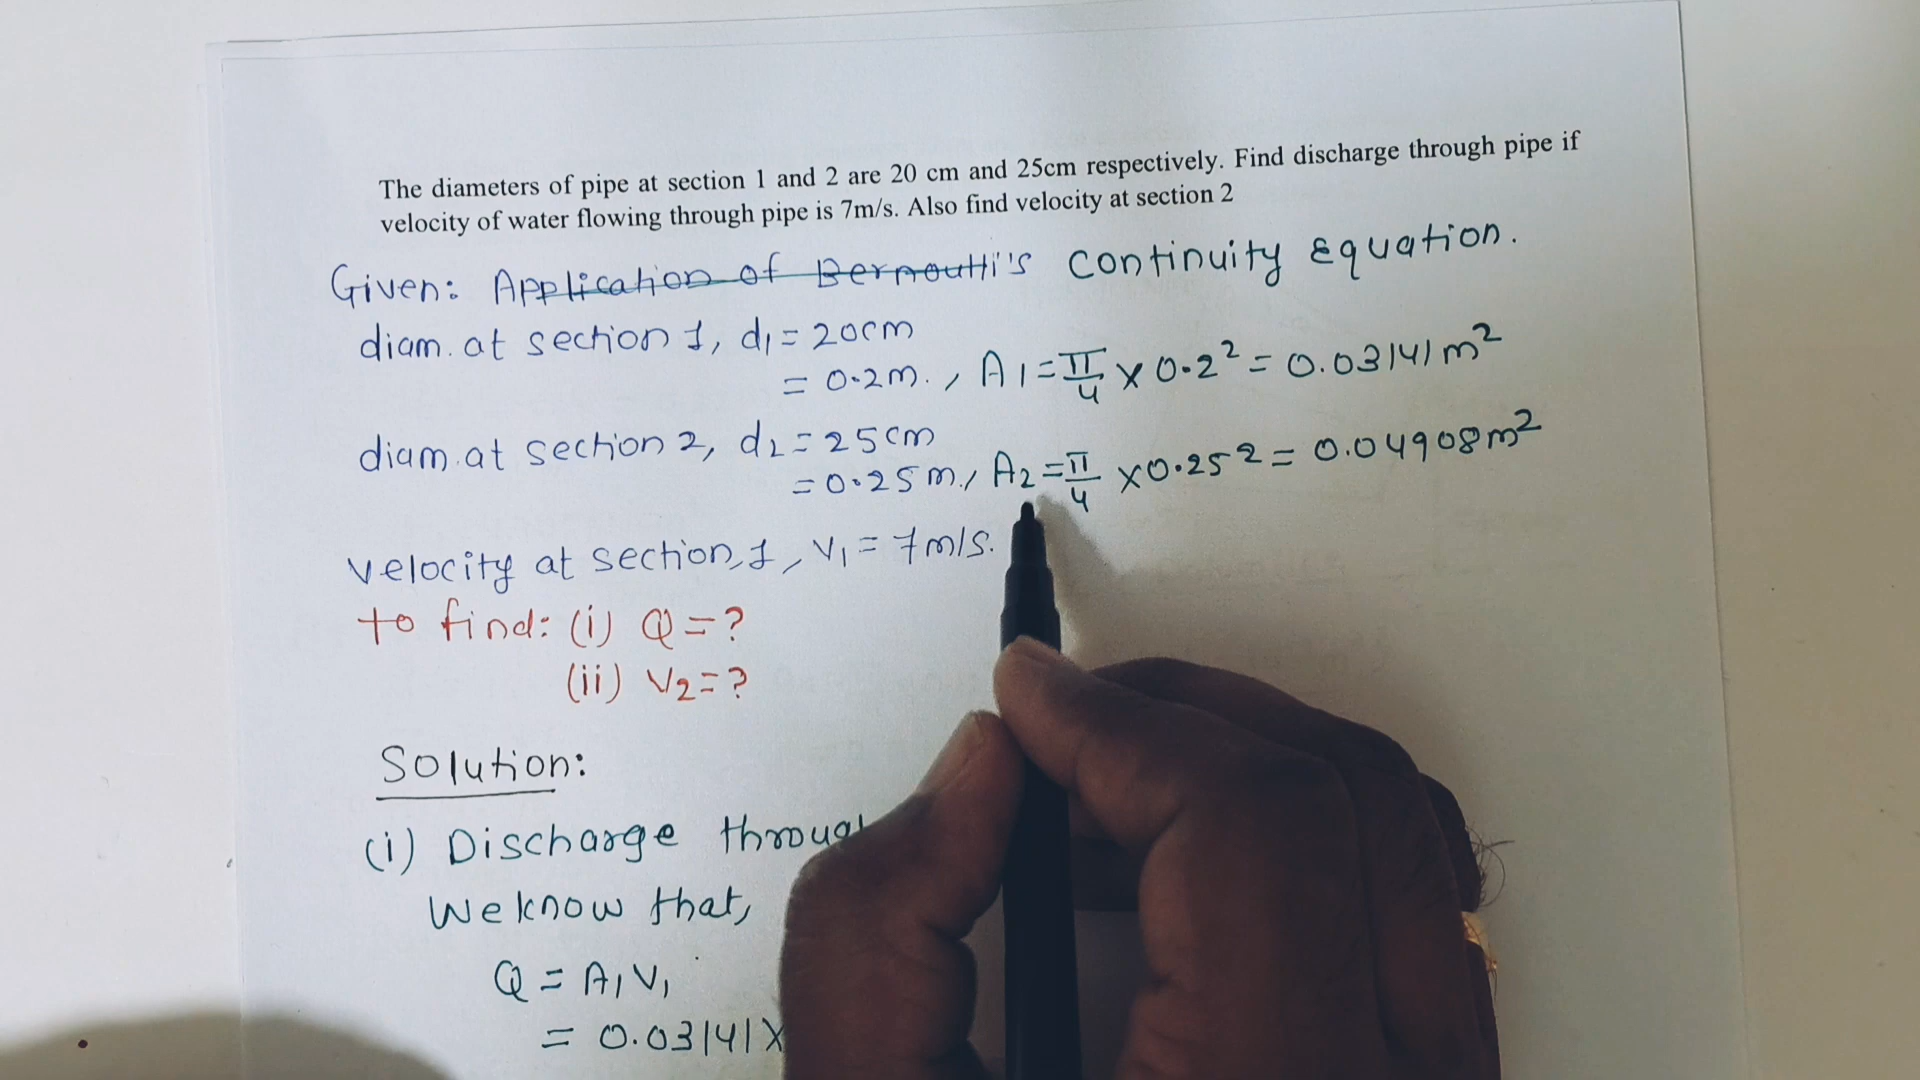 The diameters of pipe at section 1 and 2 are 20 cm and 25cm respectively. Find discharge through pipe if
velocity of water flowing through pipe is 7m/s. Also find velocity at section 2
Given: Application of Bernoulli's Continuity Equation.
diam. at section 1, d1 = 20cm
= 0.2m., A1 = π/4 × 0.2² = 0.03141 m²
diam. at section 2, d2 = 25cm
= 0.25m., A2 = π/4 × 0.25² = 0.04908 m²
Velocity at section, 1, V1 = 7m/s.
to find: (i) Q = ?
(ii) V2 = ?
Solution:
(i) Discharge
We know that,
Q = A1 V1
= 0.03141 ×